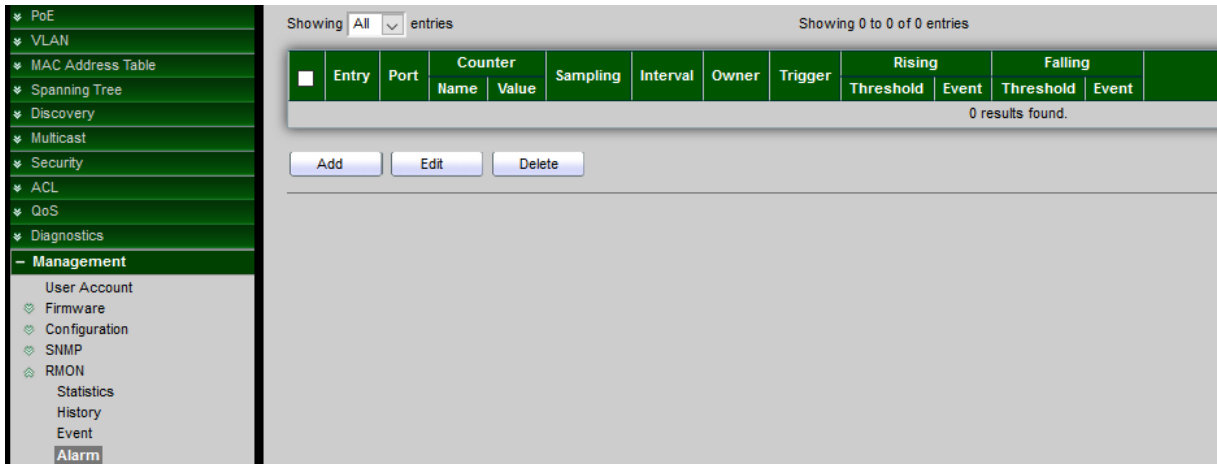 PoE
VLAN
MAC Address Table
Spanning Tree
Discovery
Multicast
Security
ACL
QoS
Diagnostics
Management
User Account
Firmware
Configuration
SNMP
RMON
Statistics
History
Event
Alarm
Showing All entries
Showing 0 to 0 of 0 entries
Entry Port Counter Sampling Interval Owner Trigger Rising Falling
Name Value Threshold Event Threshold Event
0 results found.
Add Edit Delete